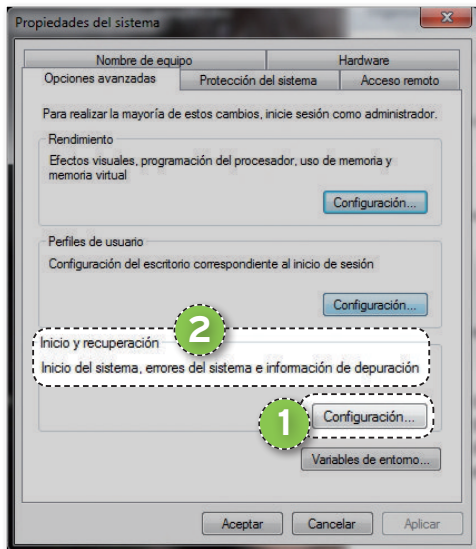 Propiedades del sistema
Nombre de equipo
Hardware
Opciones avanzadas
Protección del sistema
Acceso remoto
Para realizar la mayoría de estos cambios, inicie sesión como administrador.
Rendimiento
Efectos visuales, programación del procesador, uso de memoria y
memoria virtual
Configuración...
Perfiles de usuario
Configuración del escritorio correspondiente al inicio de sesión
Configuración...
2
Inicio y recuperación
Inicio del sistema, errores del sistema e información de depuración
1
Configuración...
Variables de entorno...
Aceptar
Cancelar
Aplicar